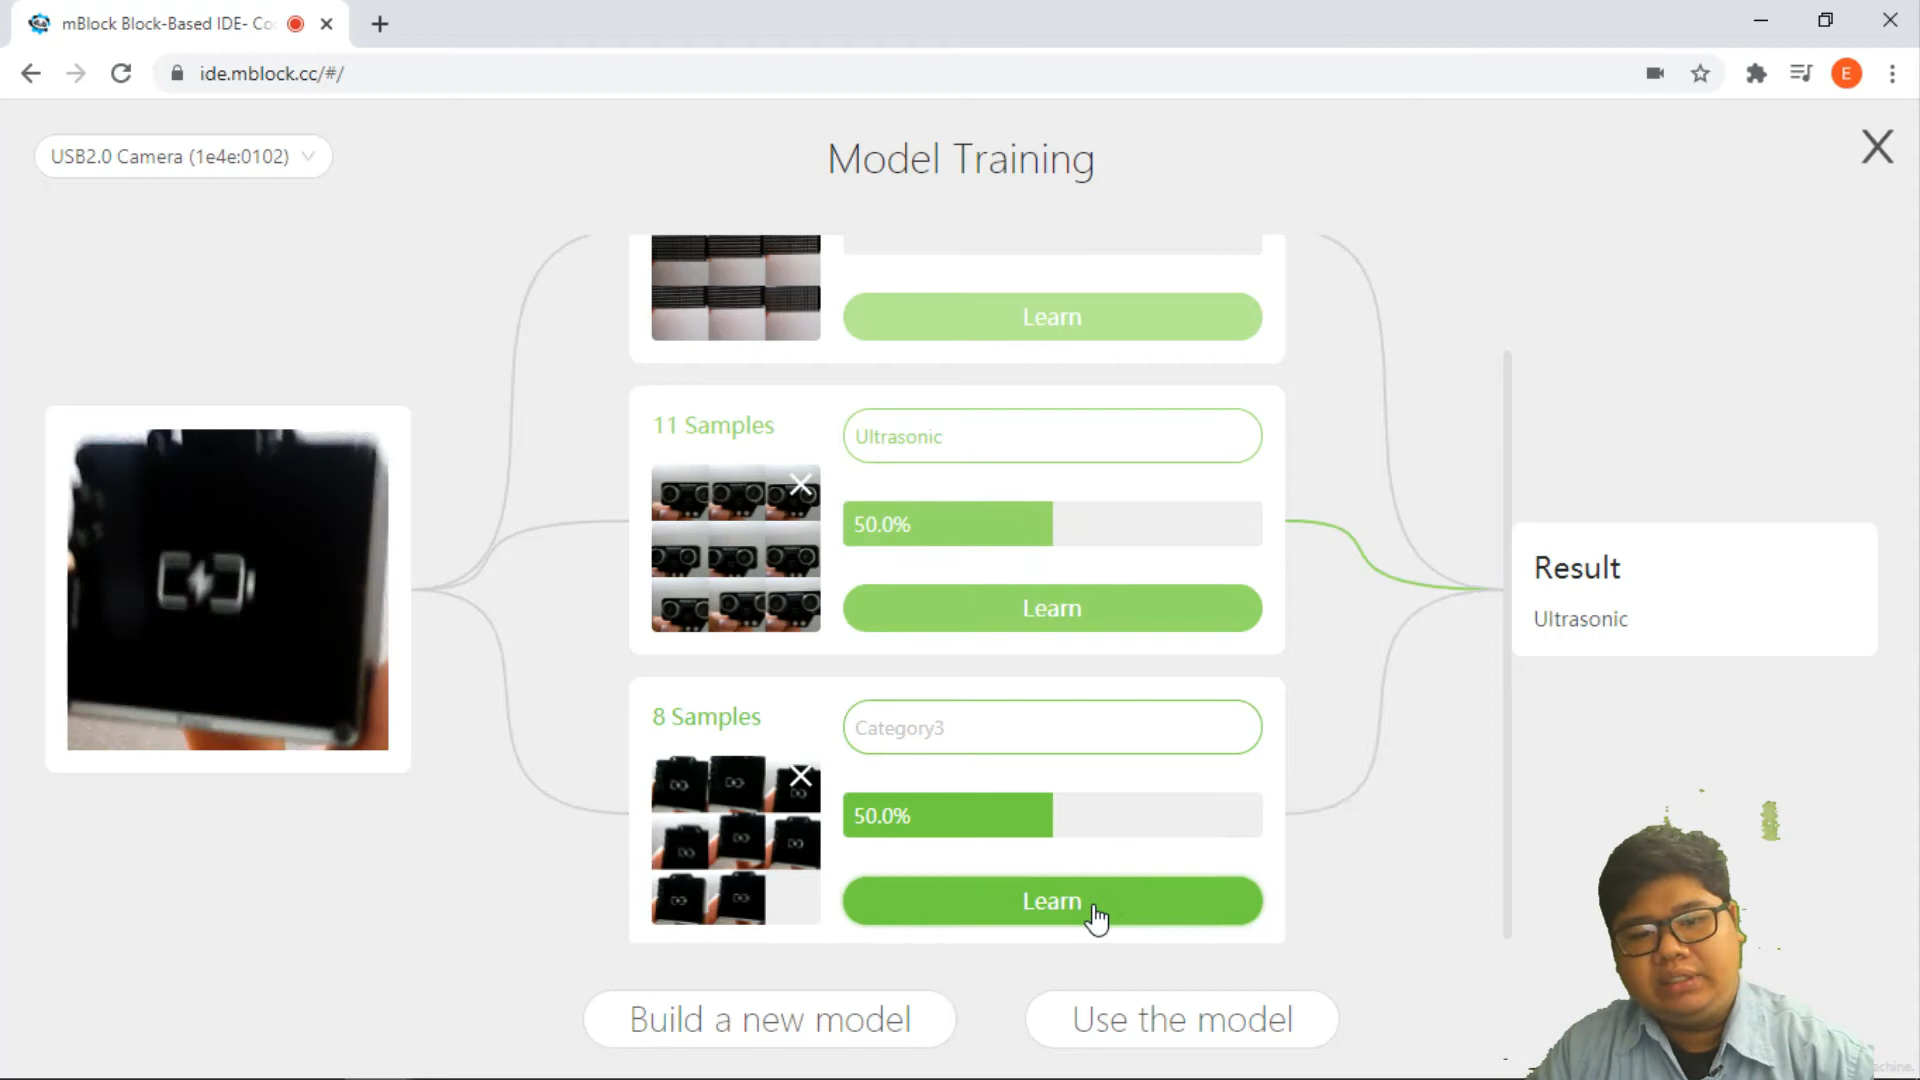 mBlock Block-Based IDE- Co
ide.mblock.cc/#/
E
USB2.0 Camera (1e4e:0102)
Model Training
X
Learn
11 Samples
Ultrasonic
50.0%
Learn
Result
Ultrasonic
8 Samples
Category3
50.0%
Learn
Build a new model
Use the model